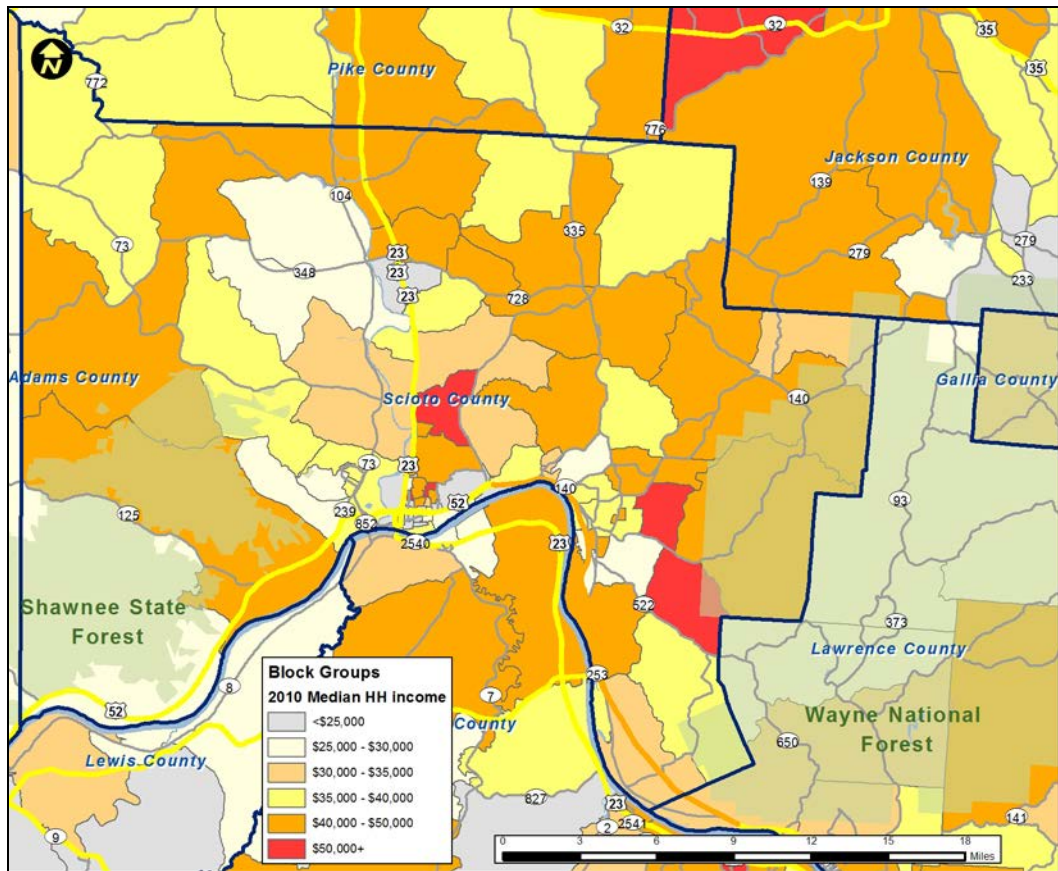 32
32
35
35
N
Pike County
772
776
Jackson County
139
104
335
73
23
279
279
348
23
233
23
728
Adams County
Gallia County
Scioto County
140
73
23
93
52
140
125
239
852
2540
23
Shawnee State
Forest
522
373
Lawrence County
8
253
Block Groups
2010 Median HH income
<$25,000
$25,000 - $30,000
$30,000 - $35,000
$35,000 - $40,000
$40,000 - $50,000
$50,000+
7
52
County
Wayne National
Forest
650
Lewis County
827
23
2
2541
141
9
0 3 6 9 12 15 18
Miles